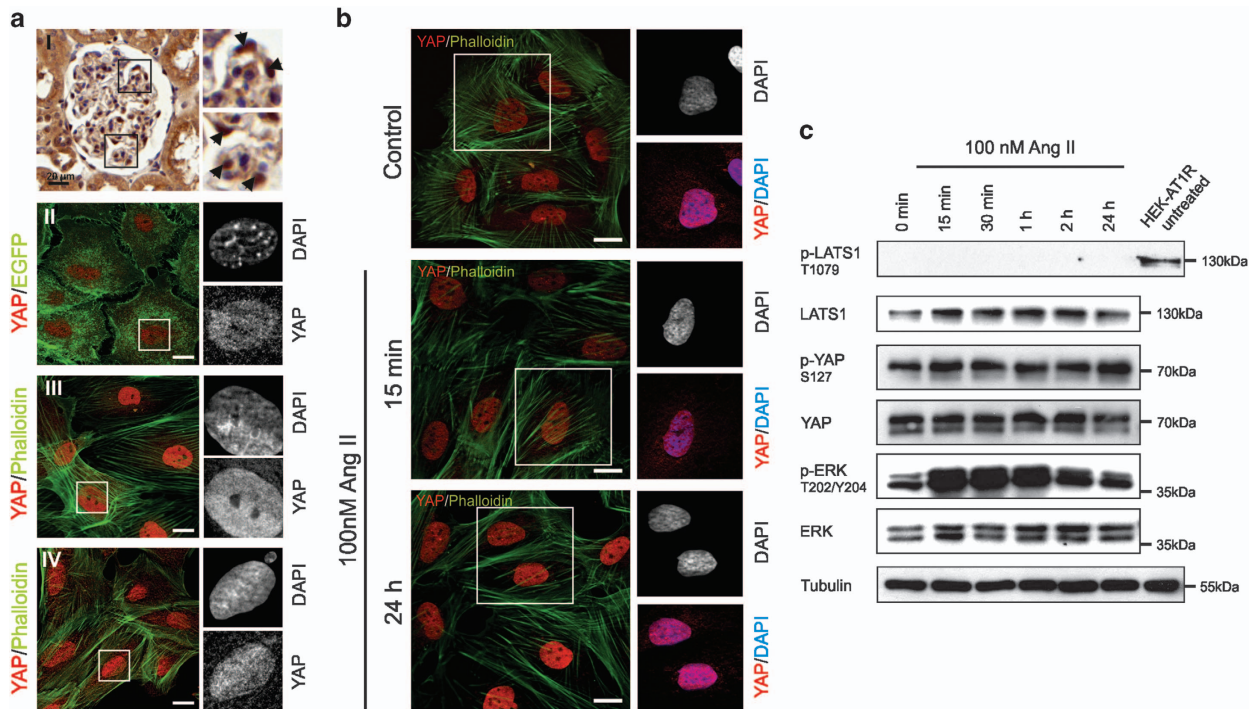 a
I
20 µm
II
YAP/EGFP
DAPI
YAP
III
YAP/Phalloidin
DAPI
YAP
IV
YAP/Phalloidin
DAPI
YAP
b
Control
YAP/Phalloidin
DAPI
YAP/DAPI
100nM Ang II
15 min
YAP/Phalloidin
DAPI
YAP/DAPI
24 h
YAP/Phalloidin
DAPI
YAP/DAPI
c
100 nM Ang II
0 min
15 min
30 min
1 h
2 h
24 h
HEK-AT1R
untreated
p-LATS1
T1079
130kDa
LATS1
130kDa
p-YAP
S127
70kDa
YAP
70kDa
p-ERK
T202/Y204
35kDa
ERK
35kDa
Tubulin
55kDa